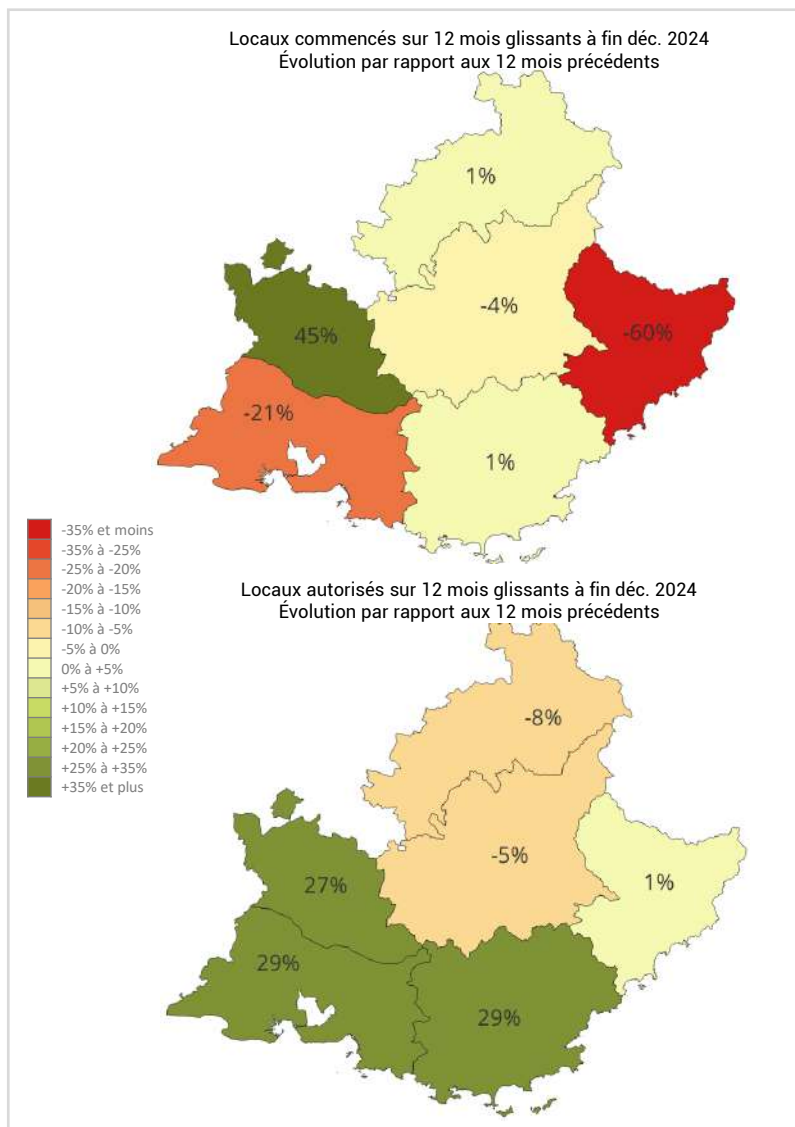 Locaux commencés sur 12 mois glissants à fin déc. 2024
Évolution par rapport aux 12 mois précédents
1%
-4%
-60%
45%
-21%
1%
-35% et moins
-35% à -25%
-25% à -20%
-20% à -15%
-15% à -10%
-10% à -5%
-5% à 0%
0% à +5%
+5% à +10%
+10% à +15%
+15% à +20%
+20% à +25%
+25% à +35%
+35% et plus
Locaux autorisés sur 12 mois glissants à fin déc. 2024
Évolution par rapport aux 12 mois précédents
-8%
-5%
1%
27%
29%
29%